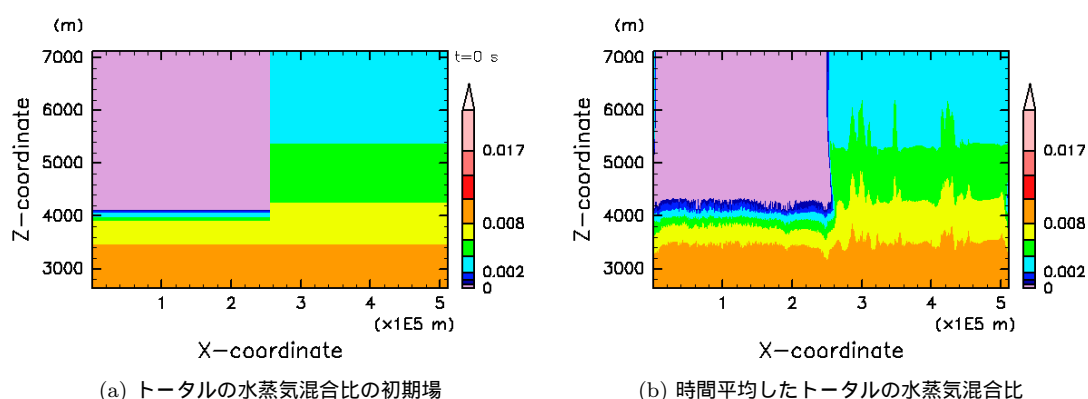 (m)
7000
6000
5000
4000
3000
Z-coordinate
1 2 3 4 5
(×1E5 m)
X-coordinate
t=0 s
0.017
0.008
0.002
0
(a) トータルの水蒸気混合比の初期場
(m)
7000
6000
5000
4000
3000
Z-coordinate
1 2 3 4 5
(×1E5 m)
X-coordinate
0.017
0.008
0.002
0
(b) 時間平均したトータルの水蒸気混合比